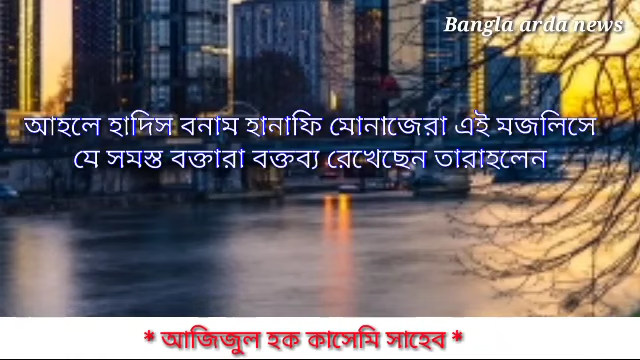 Bangla arda news
আহলে হাদিস বনাম হানাফি মোনাজেরা এই মজলিসে
যে সমস্ত বক্তারা বক্তব্য রেখেছেন তারাহলেন
* আজিজুল হক কাসেমি সাহেব *